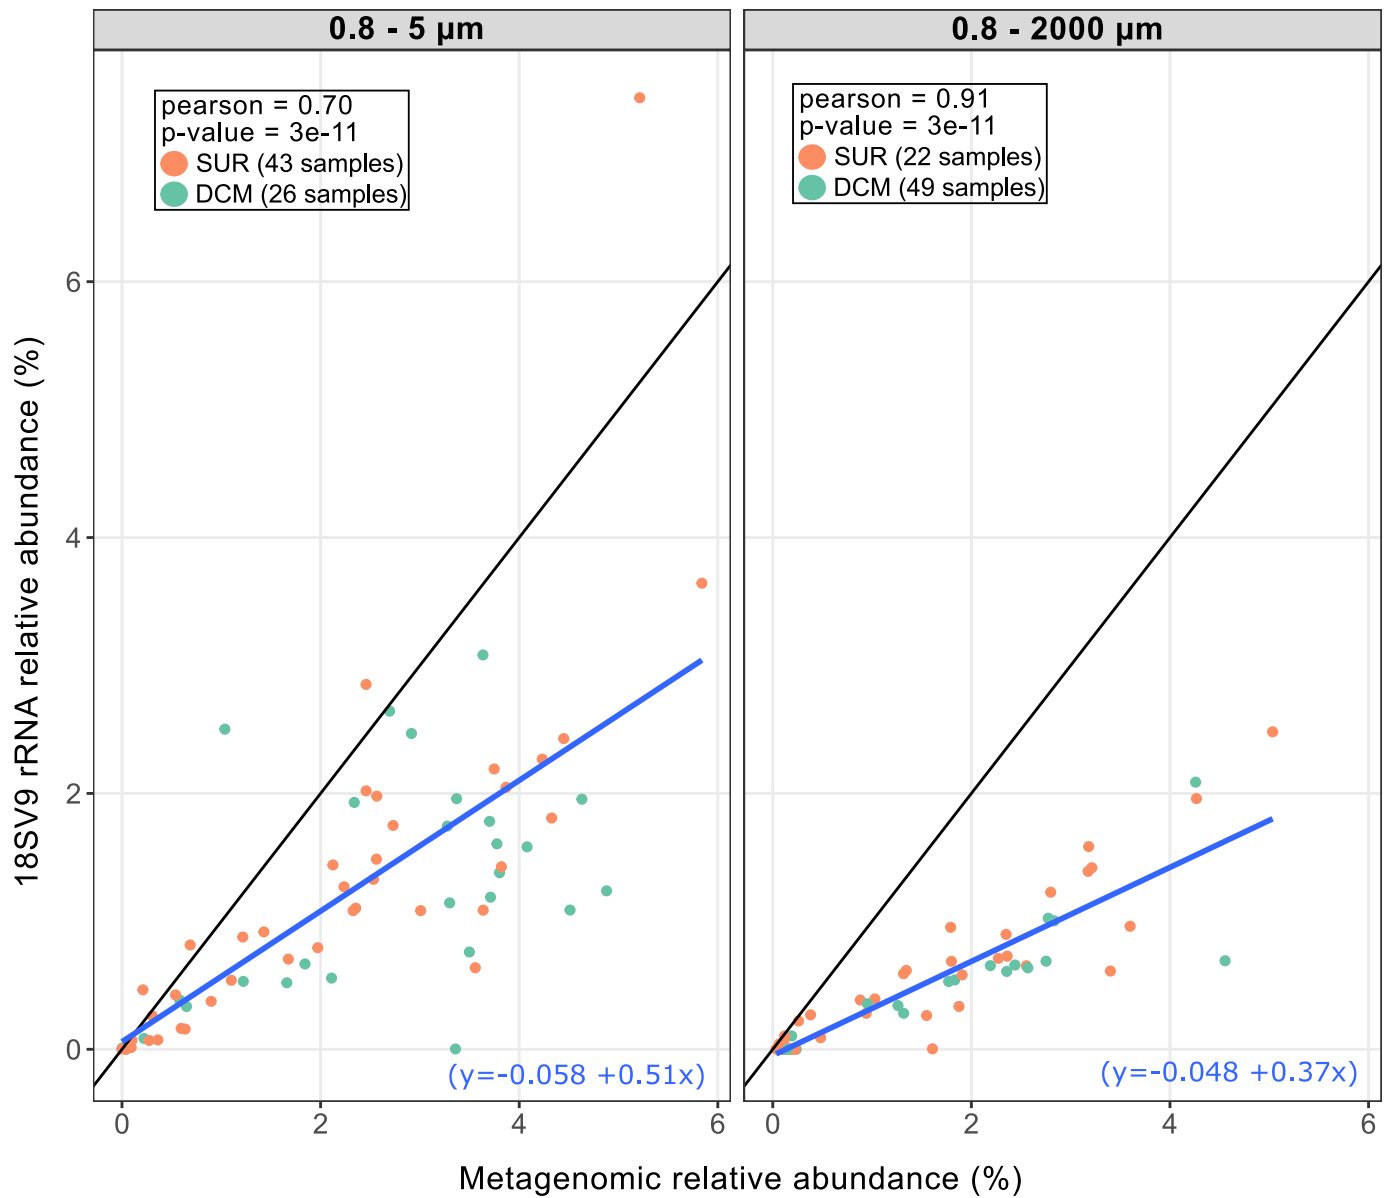 0.8 - 5 µm
0.8 - 2000 µm
pearson = 0.70
p-value = 3e-11
SUR (43 samples)
DCM (26 samples)
pearson = 0.91
p-value = 3e-11
SUR (22 samples)
DCM (49 samples)
18SV9 rRNA relative abundance (%)
6
4
2
0
(y=-0.058 +0.51x)
(y=-0.048 +0.37x)
0 2 4 6
0 2 4 6
Metagenomic relative abundance (%)